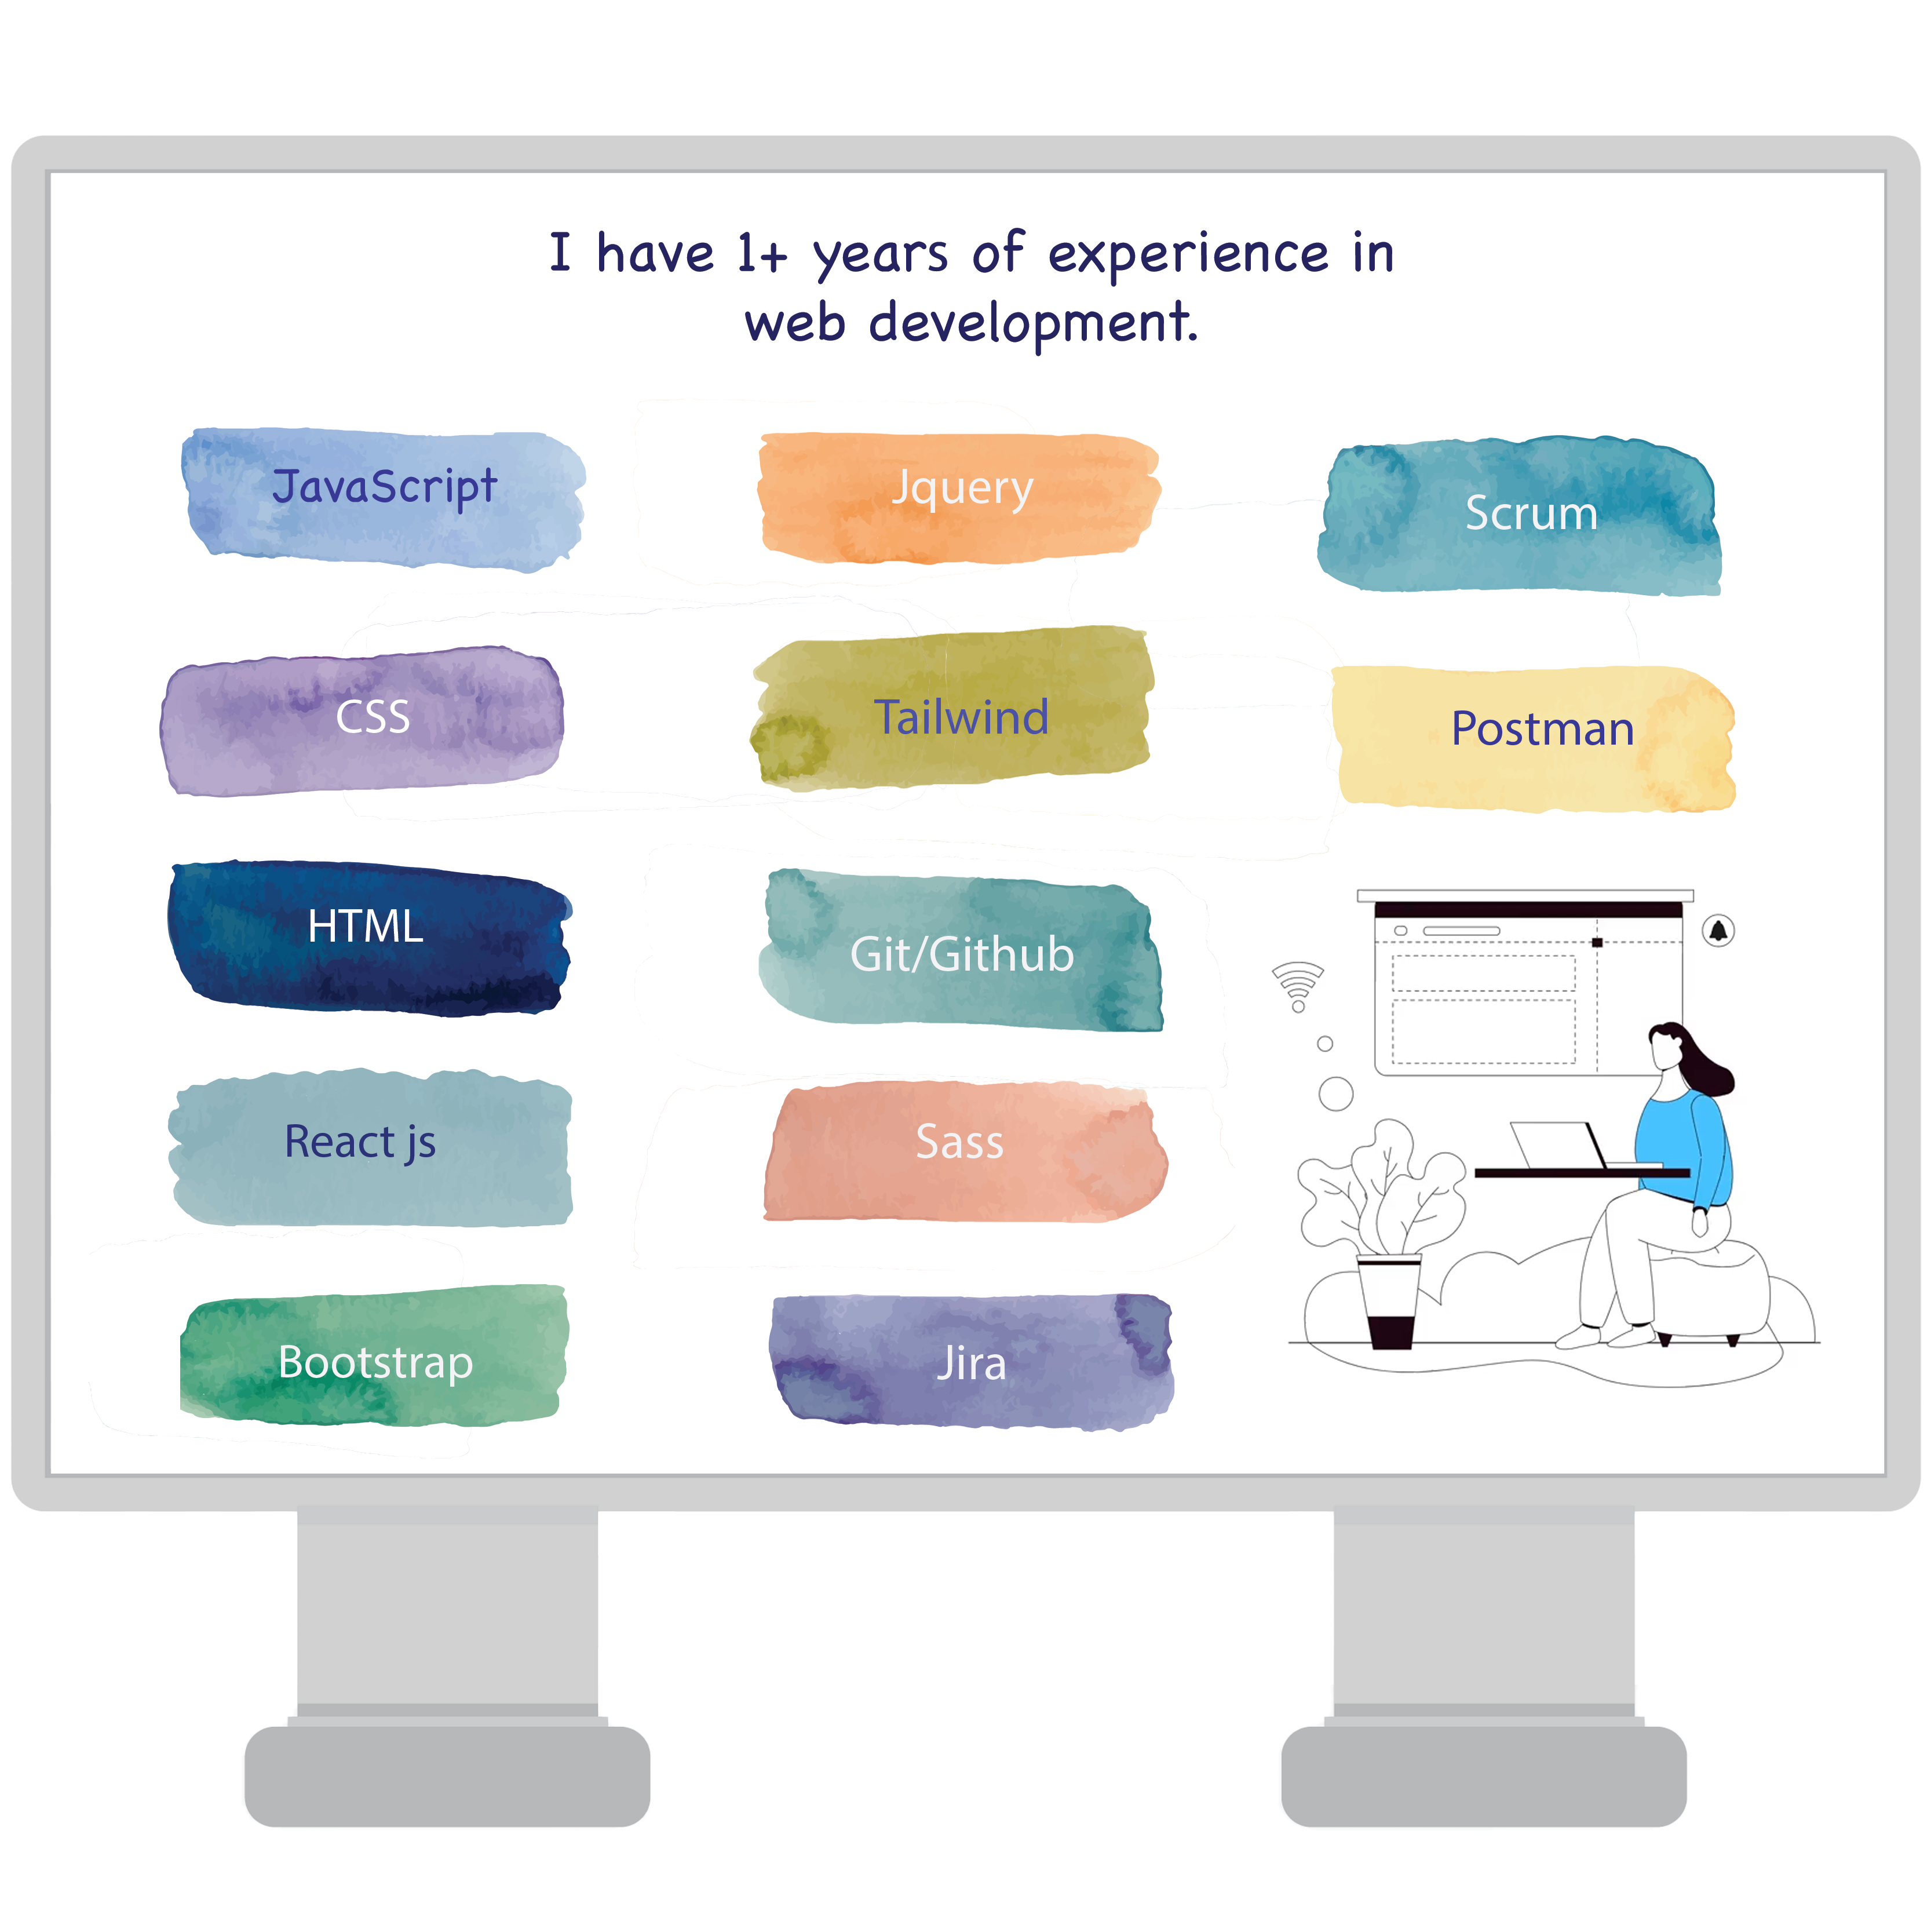 I have 1+ years of experience in
web development.
JavaScript
Jquery
Scrum
CSS
Tailwind
Postman
HTML
Git/Github
React js
Sass
Bootstrap
Jira